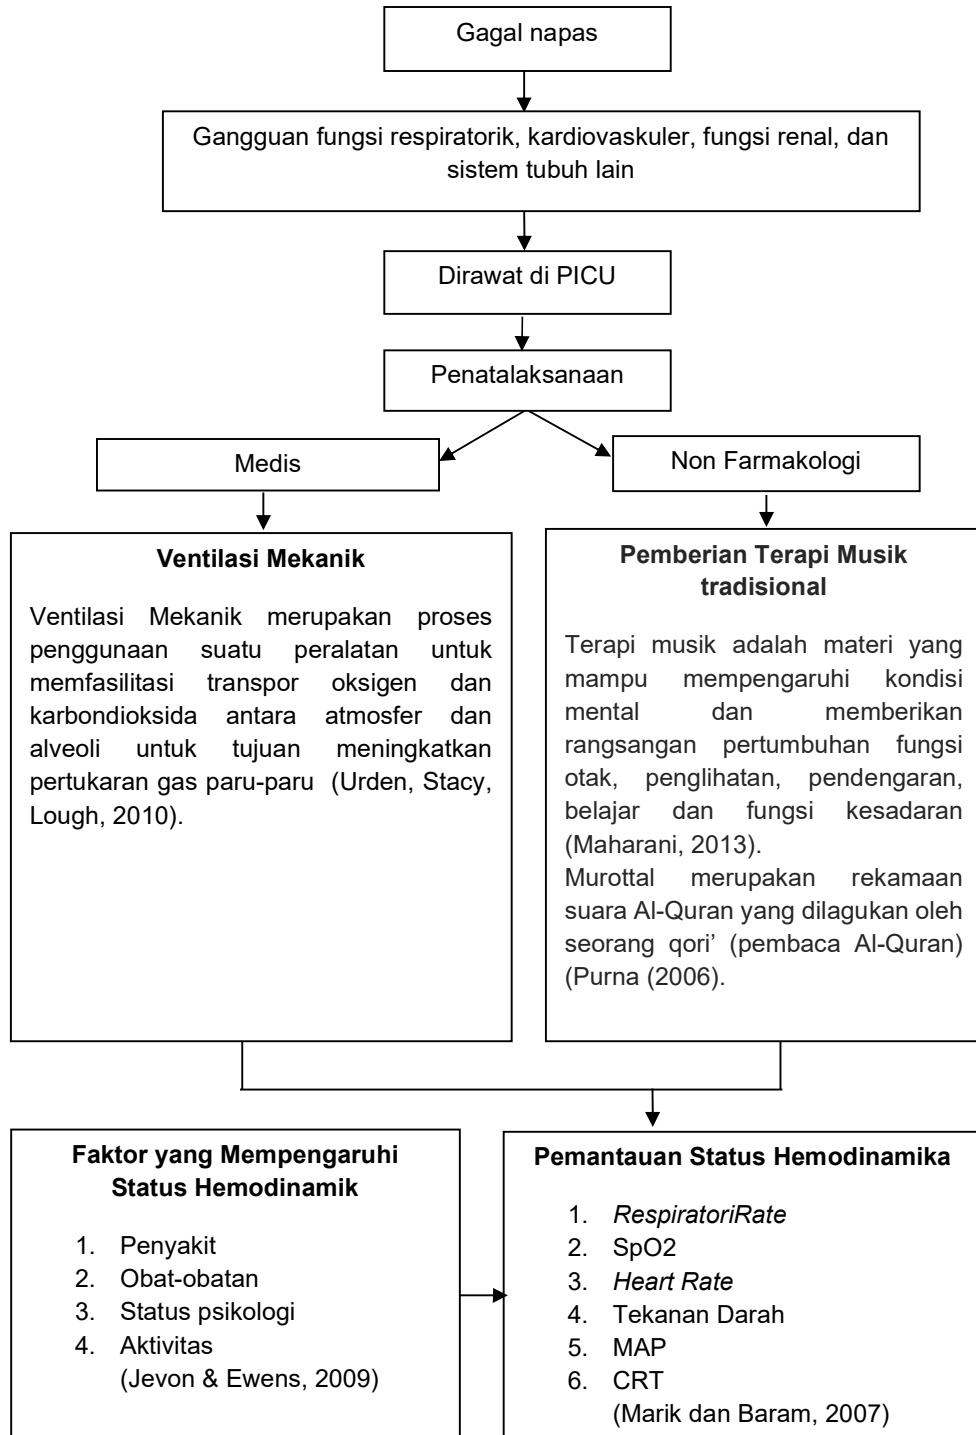 Gagal napas
Gangguan fungsi respiratorik, kardiovaskuler, fungsi renal, dan
sistem tubuh lain
Dirawat di PICU
Penatalaksanaan
Medis
Non Farmakologi
Ventilasi Mekanik
Ventilasi Mekanik merupakan proses
penggunaan suatu peralatan untuk
memfasilitasi transpor oksigen dan
karbondioksida antara atmosfer dan
alveoli untuk tujuan meningkatkan
pertukaran gas paru-paru (Urden, Stacy,
Lough, 2010).
Pemberian Terapi Musik
tradisional
Terapi musik adalah materi yang
mampu mempengaruhi kondisi
mental dan memberikan
rangsangan pertumbuhan fungsi
otak, penglihatan, pendengaran,
belajar dan fungsi kesadaran
(Maharani, 2013).
Murottal merupakan rekamaan
suara Al-Quran yang dilagukan oleh
seorang qori’ (pembaca Al-Quran)
(Purna (2006).
Faktor yang Mempengaruhi
Status Hemodinamik
1. Penyakit
2. Obat-obatan
3. Status psikologi
4. Aktivitas
(Jevon & Ewens, 2009)
Pemantauan Status Hemodinamika
1. RespiratoriRate
2. SpO2
3. Heart Rate
4. Tekanan Darah
5. MAP
6. CRT
(Marik dan Baram, 2007)